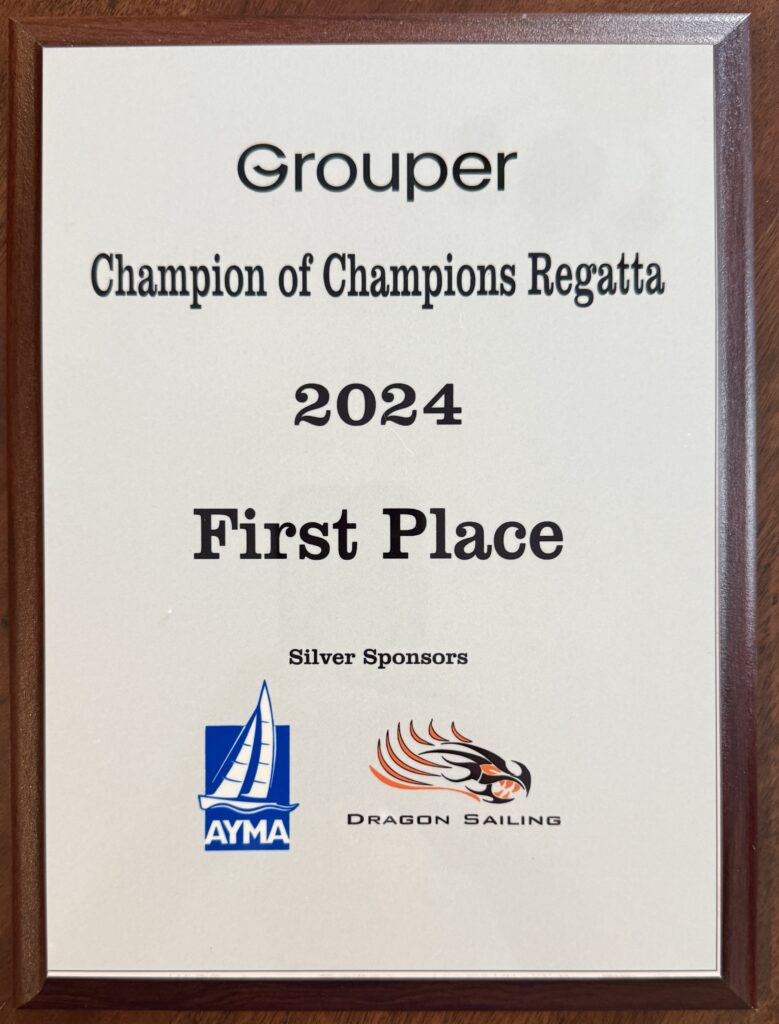 Grouper
Champion of Champions Regatta
2024
First Place
Silver Sponsors
AYMA
Dragon Sailing